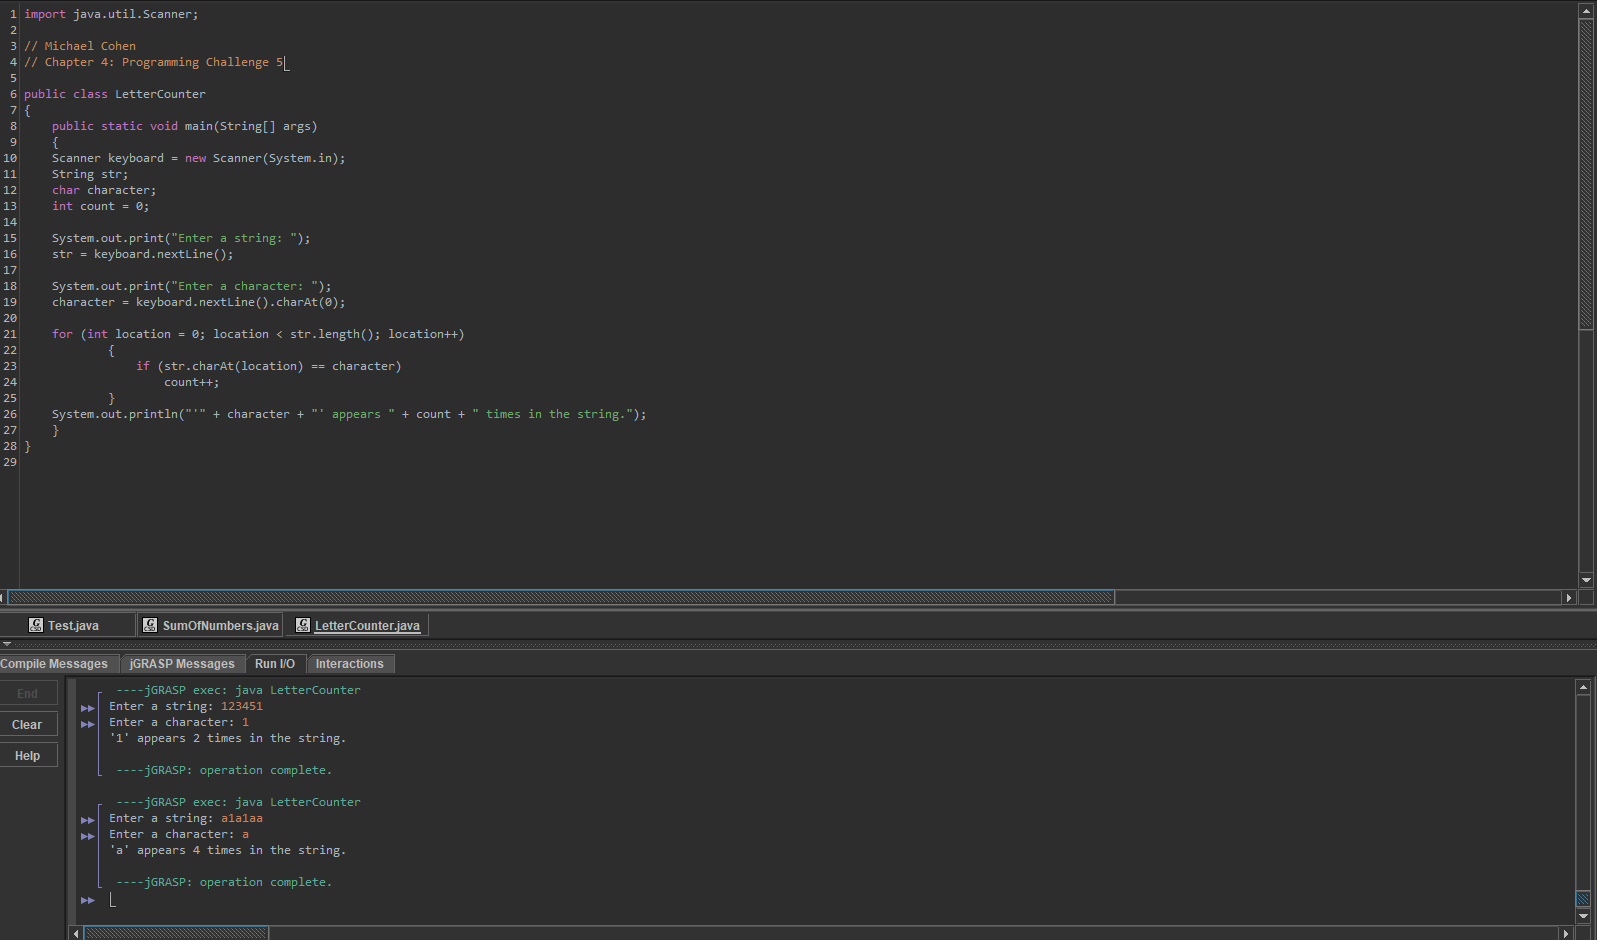 1 import java.util.Scanner;
2
3 // Michael Cohen
4 // Chapter 4: Programming Challenge 5
5
6 public class LetterCounter
7 {
8     public static void main(String[] args)
9     {
10     Scanner keyboard = new Scanner(System.in);
11     String str;
12     char character;
13     int count = 0;
14
15     System.out.print("Enter a string: ");
16     str = keyboard.nextLine();
17
18     System.out.print("Enter a character: ");
19     character = keyboard.nextLine().charAt(0);
20
21     for (int location = 0; location < str.length(); location++)
22             {
23                 if (str.charAt(location) == character)
24                     count++;
25             }
26     System.out.println("'" + character + "' appears " + count + " times in the string.");
27     }
28 }
29
Test.java SumOfNumbers.java LetterCounter.java
Compile Messages jGRASP Messages Run I/O Interactions
End
Clear
Help
----jGRASP exec: java LetterCounter
Enter a string: 123451
Enter a character: 1
'1' appears 2 times in the string.
----jGRASP: operation complete.
----jGRASP exec: java LetterCounter
Enter a string: a1a1aa
Enter a character: a
'a' appears 4 times in the string.
----jGRASP: operation complete.